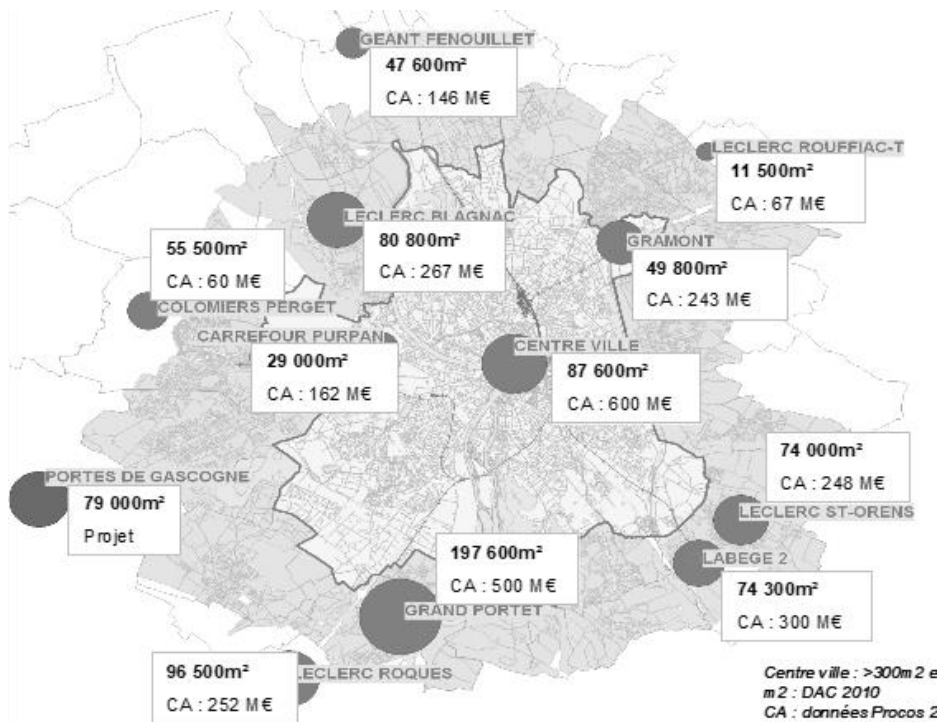 GEANT FENOUILLET
47 600m²
CA : 146 M€
LECLERC ROUFFIAC-T
11 500m²
CA : 67 M€
LECLERC BLAGNAC
80 800m²
CA : 267 M€
GRAMONT
49 800m²
CA : 243 M€
55 500m²
CA : 60 M€
COLOMIERS PERGET
CARREFOUR PURPAN
29 000m²
CA : 162 M€
CENTRE VILLE
87 600m²
CA : 600 M€
PORTES DE GASCOGNE
79 000m²
Projet
74 000m²
CA : 248 M€
LECLERC ST-ORENS
LABEGE 2
74 300m²
CA : 300 M€
197 600m²
CA : 500 M€
GRAND PORTET
96 500m²
CA : 252 M€
LECLERC ROQUES
Centre ville : >300m2 e
m2 : DAC 2010
CA : données Procos 2